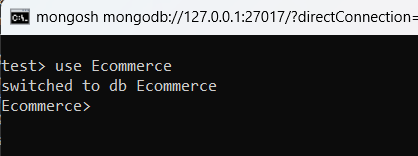 mongosh mongodb://127.0.0.1:27017/?directConnection=
test> use Ecommerce
switched to db Ecommerce
Ecommerce>